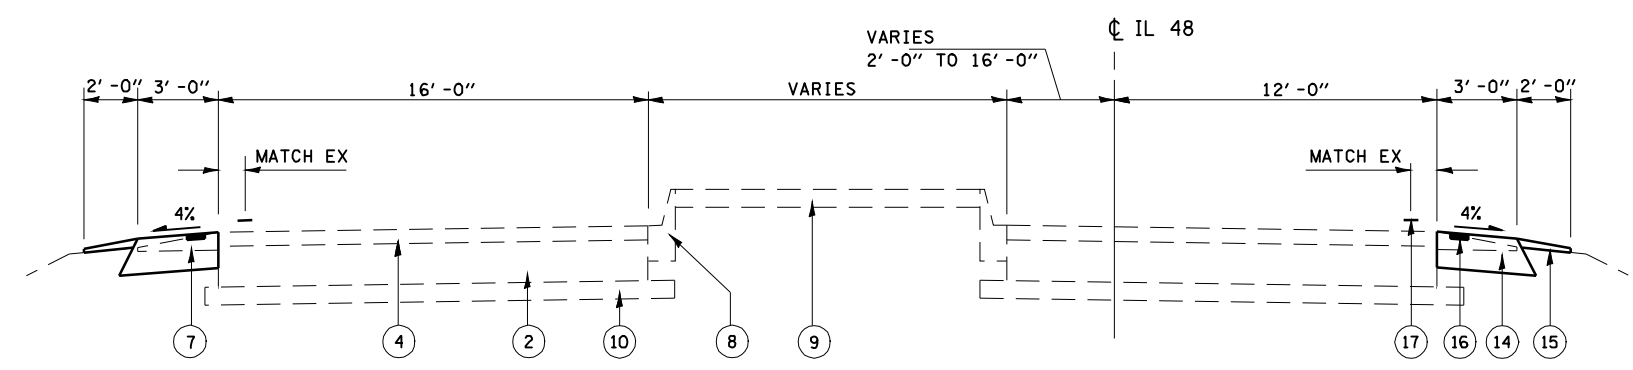 ℄ IL 48
VARIES
2'-0" TO 16'-0"
2'-0" 3'-0" 16'-0" VARIES 12'-0" 3'-0" 2'-0"
MATCH EX MATCH EX
4% 4%
7 4 2 10 8 9 17 16 14 15